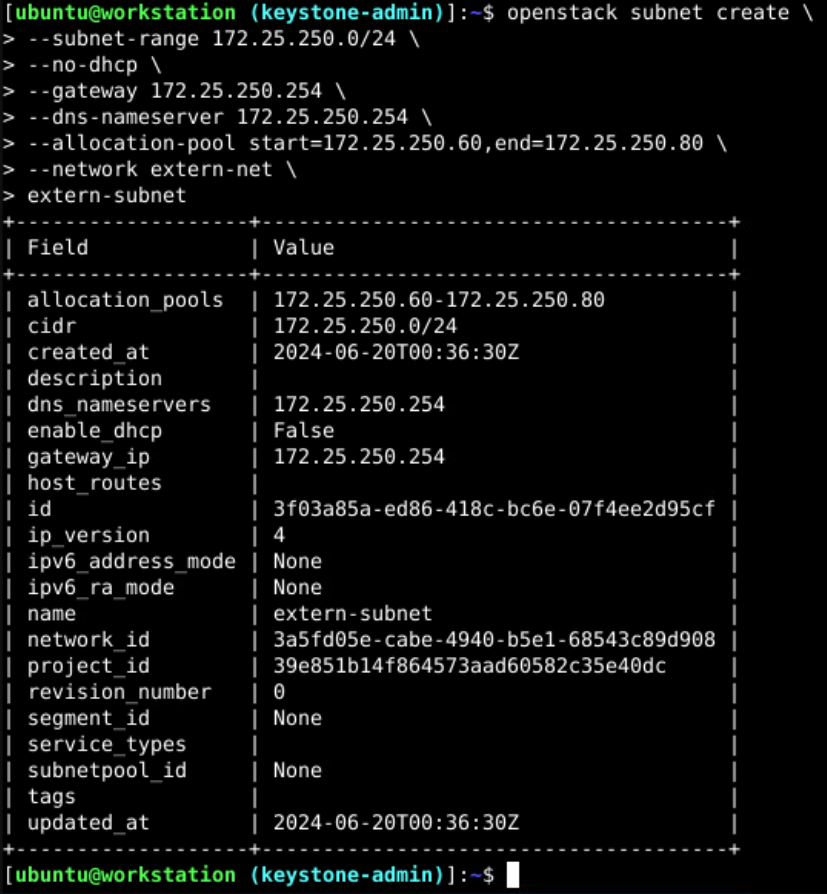 [ubuntu@workstation (keystone-admin)]:~$ openstack subnet create \
> --subnet-range 172.25.250.0/24 \
> --no-dhcp \
> --gateway 172.25.250.254 \
> --dns-nameserver 172.25.250.254 \
> --allocation-pool start=172.25.250.60,end=172.25.250.80 \
> --network extern-net \
> extern-subnet
+-------------------+--------------------------------------+
| Field             | Value                                |
+-------------------+--------------------------------------+
| allocation_pools  | 172.25.250.60-172.25.250.80          |
| cidr              | 172.25.250.0/24                      |
| created_at        | 2024-06-20T00:36:30Z                 |
| description       |                                      |
| dns_nameservers   | 172.25.250.254                       |
| enable_dhcp       | False                                |
| gateway_ip        | 172.25.250.254                       |
| host_routes       |                                      |
| id                | 3f03a85a-ed86-418c-bc6e-07f4ee2d95cf |
| ip_version        | 4                                    |
| ipv6_address_mode | None                                 |
| ipv6_ra_mode      | None                                 |
| name              | extern-subnet                        |
| network_id        | 3a5fd05e-cabe-4940-b5e1-68543c89d908 |
| project_id        | 39e851b14f864573aad60582c35e40dc     |
| revision_number   | 0                                    |
| segment_id        | None                                 |
| service_types     |                                      |
| subnetpool_id     | None                                 |
| tags              |                                      |
| updated_at        | 2024-06-20T00:36:30Z                 |
+-------------------+--------------------------------------+
[ubuntu@workstation (keystone-admin)]:~$